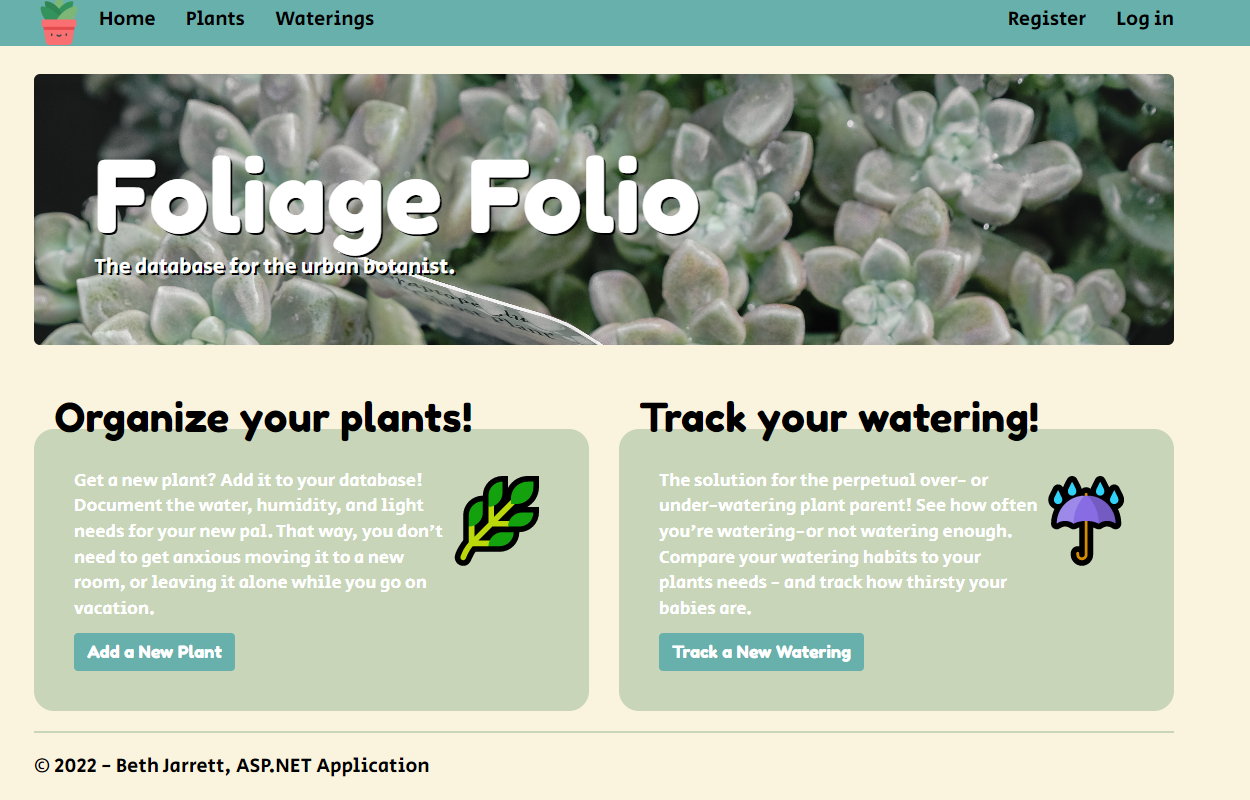 Home Plants Waterings Register Log in
Foliage Folio
The database for the urban botanist.
Organize your plants!
Get a new plant? Add it to your database!
Document the water, humidity, and light
needs for your new pal. That way, you don't
need to get anxious moving it to a new
room, or leaving it alone while you go on
vacation.
Add a New Plant
Track your watering!
The solution for the perpetual over- or
under-watering plant parent! See how often
you're watering-or not watering enough.
Compare your watering habits to your
plants needs - and track how thirsty your
babies are.
Track a New Watering
© 2022 - Beth Jarrett, ASP.NET Application